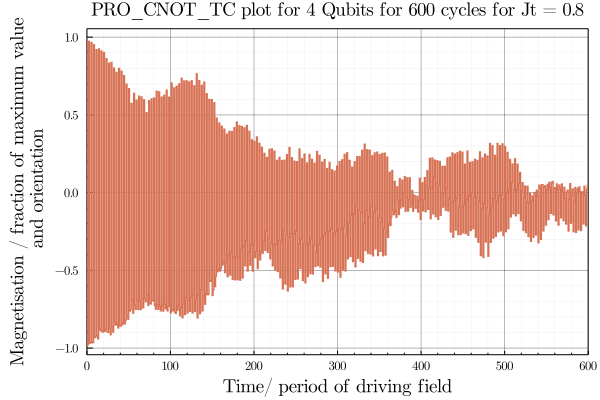 PRO_CNOT_TC plot for 4 Qubits for 600 cycles for Jt = 0.8
Magnetisation / fraction of maximum value
and orientation
1.0
0.5
0.0
−0.5
−1.0
0 100 200 300 400 500 600
Time/ period of driving field